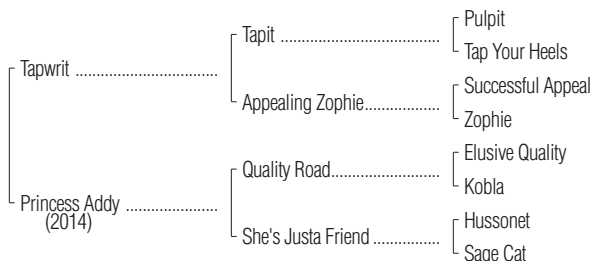 Pulpit
Tapit ........................................
Tap Your Heels
Tapwrit ...................................
Successful Appeal
Appealing Zophie...................
Zophie
Elusive Quality
Quality Road...........................
Kobla
Princess Addy ......................
(2014)
Hussonet
She's Justa Friend .................
Sage Cat